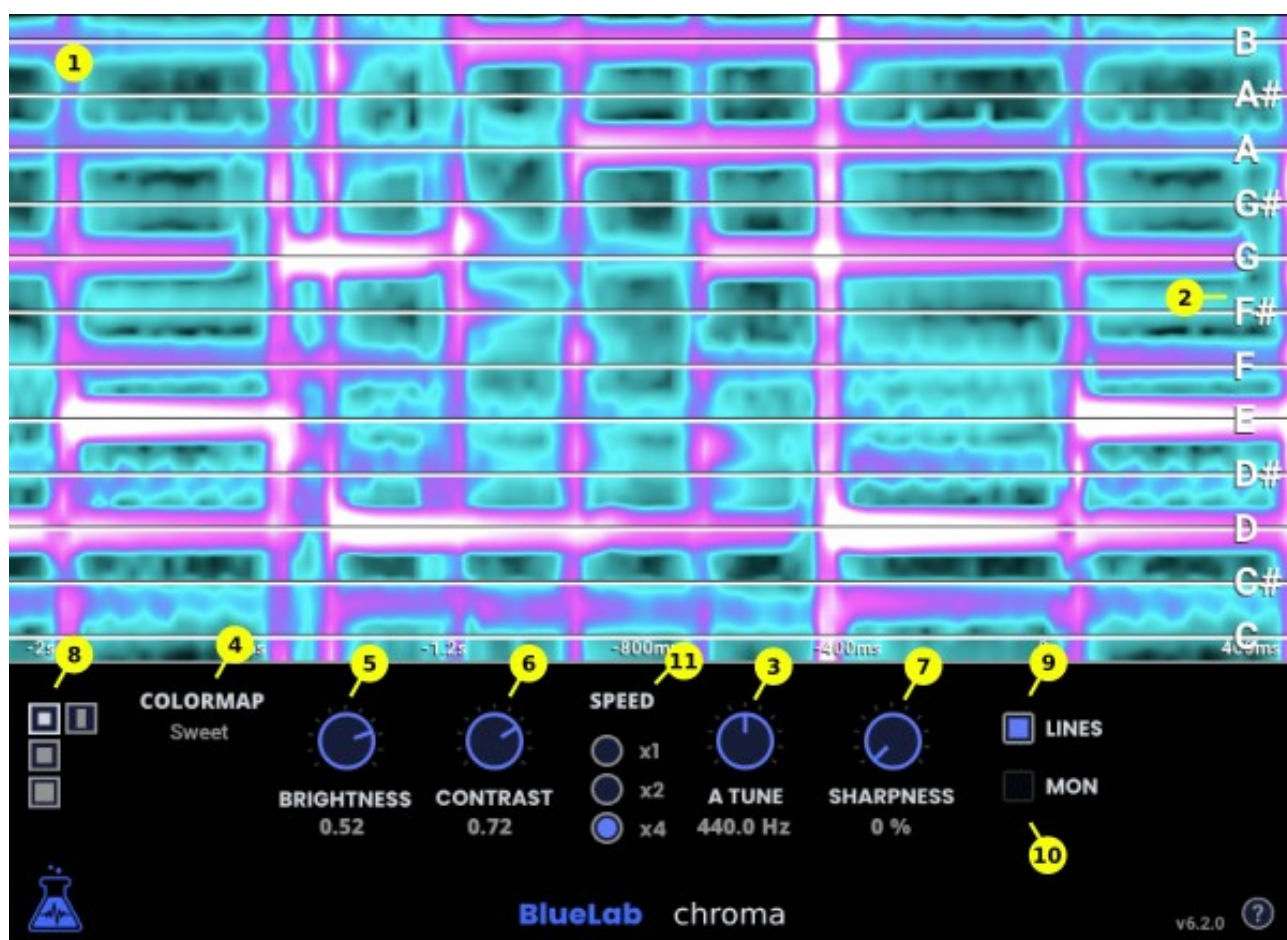 1
B
A#
A
G#
G
2
F#
F
E
D#
D
C#
C
-2s
-1.2s
-800ms
-400ms
400ms
8
4
5
6
11
3
7
9
COLORMAP
Sweet
BRIGHTNESS
0.52
CONTRAST
0.72
SPEED
x1
x2
x4
A TUNE
440.0 Hz
SHARPNESS
0 %
LINES
MON
10
BlueLab chroma
v6.2.0
?